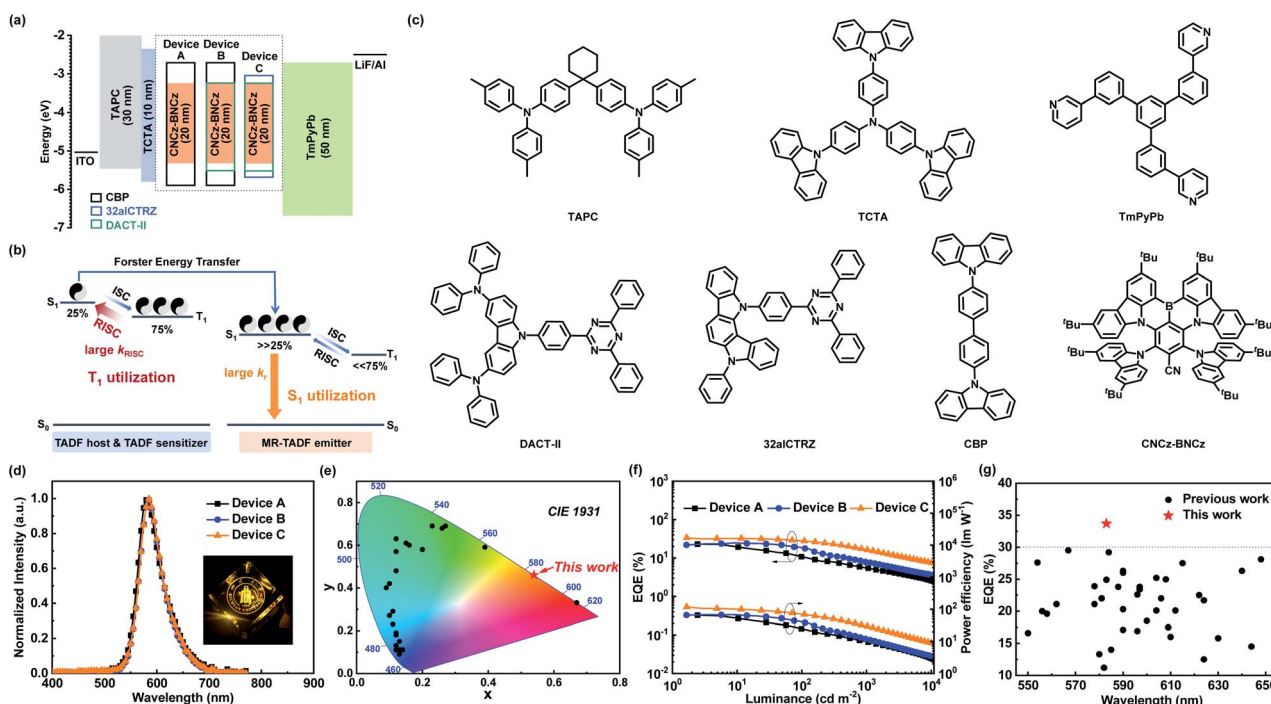 (a)
Energy (eV)
-2
-3
-4
-5
-6
-7
ITO
TAPC
(30 nm)
TCTA (10 nm)
Device
A
Device
B
Device
C
CNCz-BNCz
(20 nm)
CNCz-BNCz
(20 nm)
CNCz-BNCz
(20 nm)
TmPyPb
(50 nm)
LiF/Al
CBP
32alCTRZ
DACT-II
(b)
Forster Energy Transfer
S1
25%
ISC
RISC
75%
T1
large kRISC
T1 utilization
S1
>>25%
ISC
RISC
T1
<<75%
large kr
S1 utilization
S0
S0
TADF host & TADF sensitizer
MR-TADF emitter
(c)
N
N
TAPC
N
N
N
N
TCTA
N
N
N
TmPyPb
N
N
N
N
N
N
DACT-II
N
N
N
N
N
32alCTRZ
N
N
CBP
tBu
tBu
B
tBu
N
N
tBu
tBu
N
N
tBu
CN
tBu
tBu
CNCz-BNCz
(d)
Normalized Intensity (a.u.)
1.0
0.8
0.6
0.4
0.2
0.0
400
500
600
700
800
900
Wavelength (nm)
Device A
Device B
Device C
(e)
y
0.8
0.6
0.4
0.2
0.0
0.0
0.2
0.4
0.6
0.8
x
CIE 1931
This work
520
540
560
580
600
620
500
480
460
(f)
EQE (%)
10³
10²
10¹
10⁰
10⁻¹
10⁻²
10¹
10²
10³
10⁴
Luminance (cd m⁻²)
Device A
Device B
Device C
10⁶
10⁵
10⁴
10³
10²
10¹
10⁰
Power efficiency (lm W⁻¹)
(g)
EQE (%)
40
35
30
25
20
15
10
550
570
590
610
630
650
Wavelength (nm)
Previous work
This work